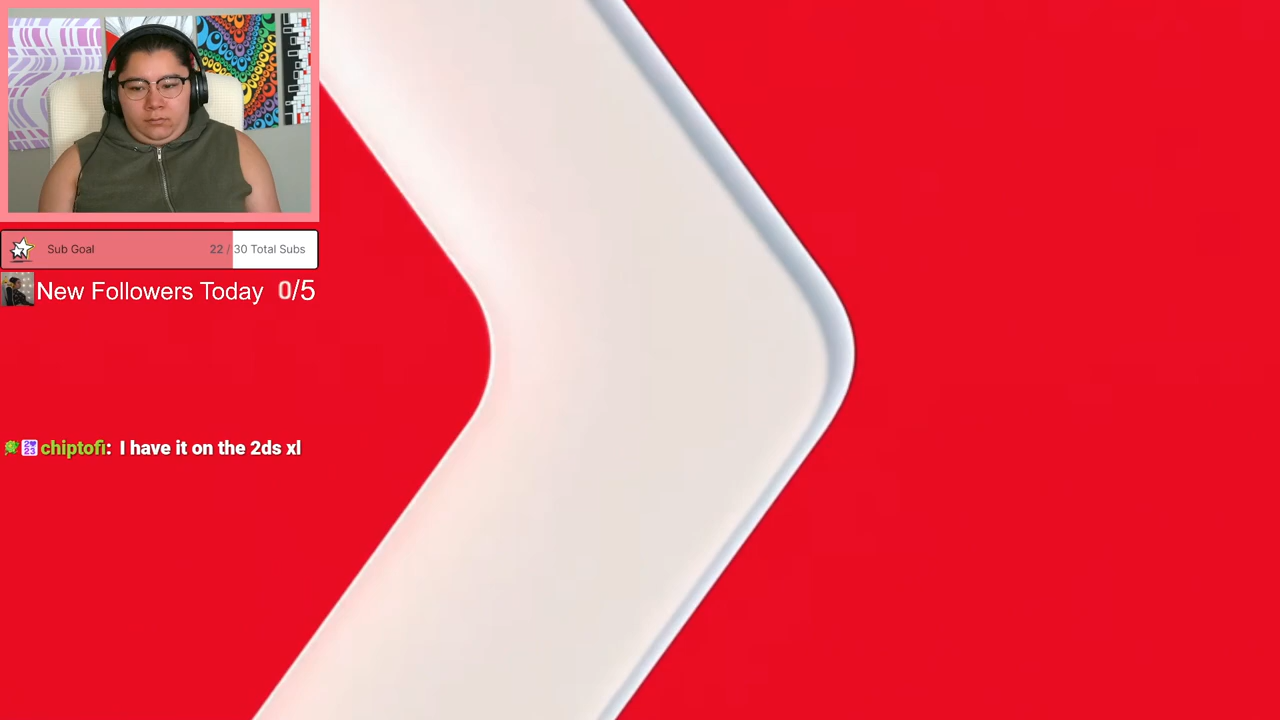 Sub Goal 22 / 30 Total Subs
New Followers Today 0/5
chiptofi: I have it on the 2ds xl